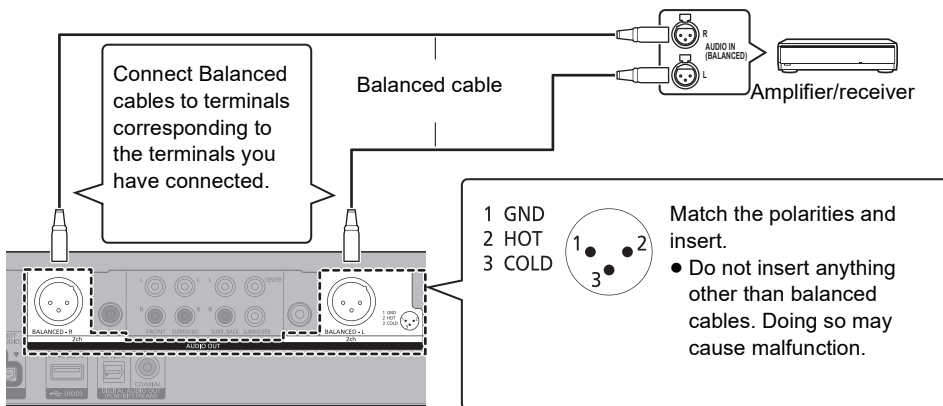 R
AUDIO IN
(BALANCED)
L
Amplifier/receiver
Connect Balanced
cables to terminals
corresponding to
the terminals you
have connected.
Balanced cable
1 GND
2 HOT
3 COLD
1
2
3
Match the polarities and
insert.
● Do not insert anything
other than balanced
cables. Doing so may
cause malfunction.
L L CENTER
R R
BALANCED - R
FRONT SURROUND SURR. BACK SUBWOOFER
BALANCED - L
1 GND
2 HOT
3 COLD
2ch
2ch
AUDIO OUT
(HDD)
COAXIAL
DIGITAL AUDIO OUT
(PCM/BITSTREAM)